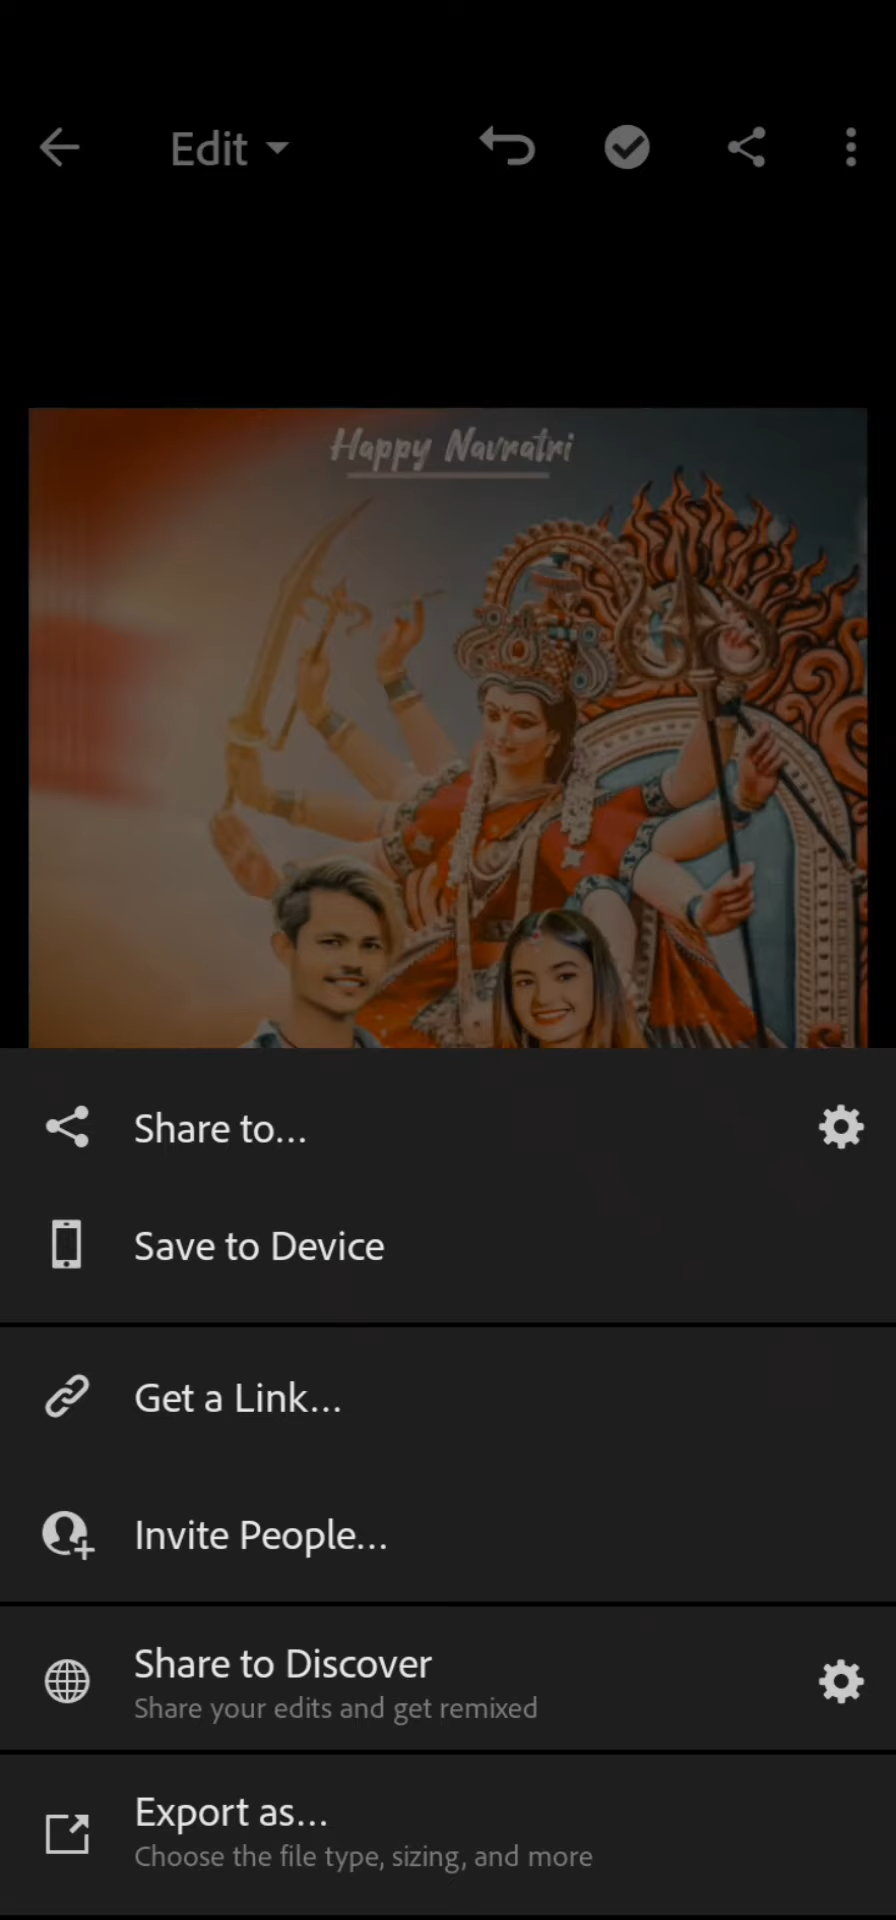 Edit
Happy Navratri
Share to...
Save to Device
Get a Link...
Invite People...
Share to Discover
Share your edits and get remixed
Export as...
Choose the file type, sizing, and more